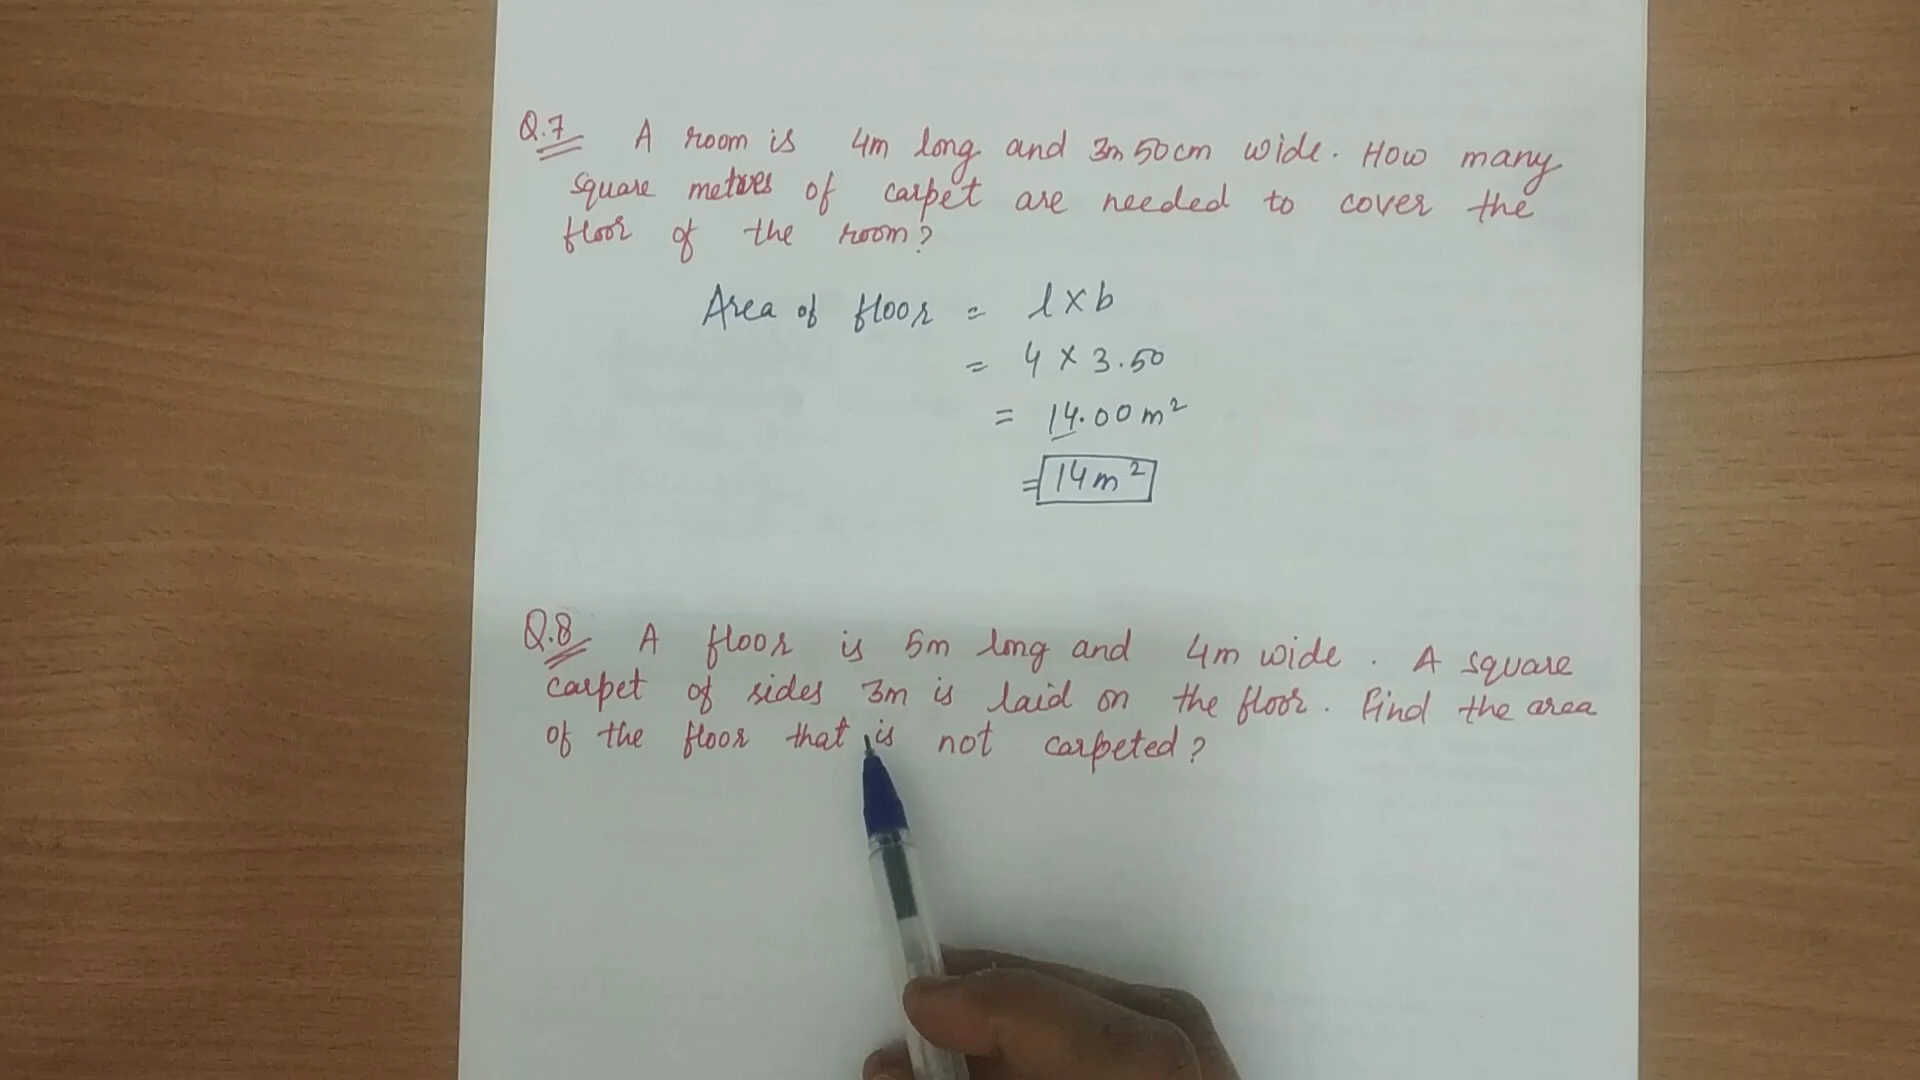 Q.7 A room is 4m long and 3m 50cm wide. How many
square metres of carpet are needed to cover the
floor of the room?
Area of floor = l × b
= 4 × 3.50
= 14.00 m²
= 14 m²
Q.8 A floor is 5m long and 4m wide. A square
carpet of sides 3m is laid on the floor. Find the area
of the floor that is not carpeted?